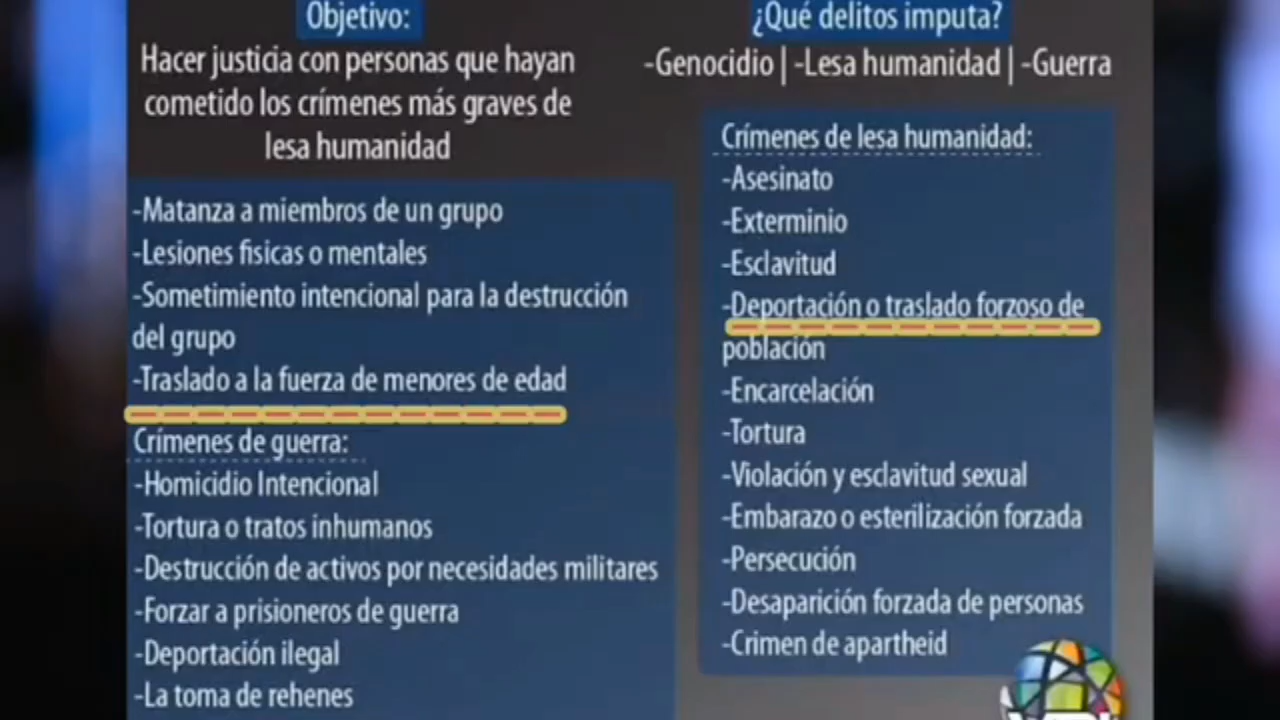 Objetivo:
Hacer justicia con personas que hayan
cometido los crímenes más graves de
lesa humanidad
-Matanza a miembros de un grupo
-Lesiones fisicas o mentales
-Sometimiento intencional para la destrucción
del grupo
-Traslado a la fuerza de menores de edad
Crímenes de guerra:
-Homicidio Intencional
-Tortura o tratos inhumanos
-Destrucción de activos por necesidades militares
-Forzar a prisioneros de guerra
-Deportación ilegal
-La toma de rehenes
¿Qué delitos imputa?
-Genocidio | -Lesa humanidad | -Guerra
Crímenes de lesa humanidad:
-Asesinato
-Exterminio
-Esclavitud
-Deportación o traslado forzoso de
población
-Encarcelación
-Tortura
-Violación y esclavitud sexual
-Embarazo o esterilización forzada
-Persecución
-Desaparición forzada de personas
-Crimen de apartheid